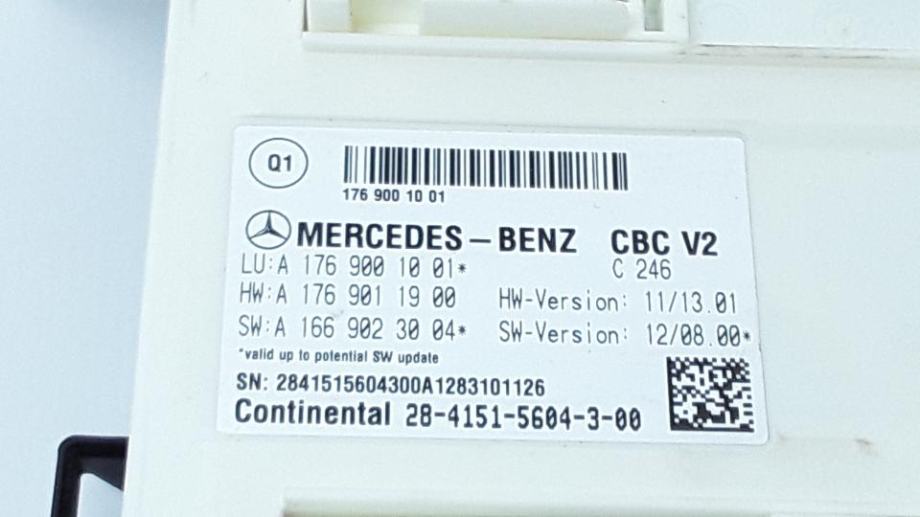 Q1
176 900 10 01
MERCEDES-BENZ CBC V2
LU:A 176 900 10 01* C 246
HW:A 176 901 19 00 HW-Version: 11/13.01
SW:A 166 902 30 04* SW-Version: 12/08.00*
*valid up to potential SW update
SN: 2841515604300A1283101126
Continental 28-4151-5604-3-00